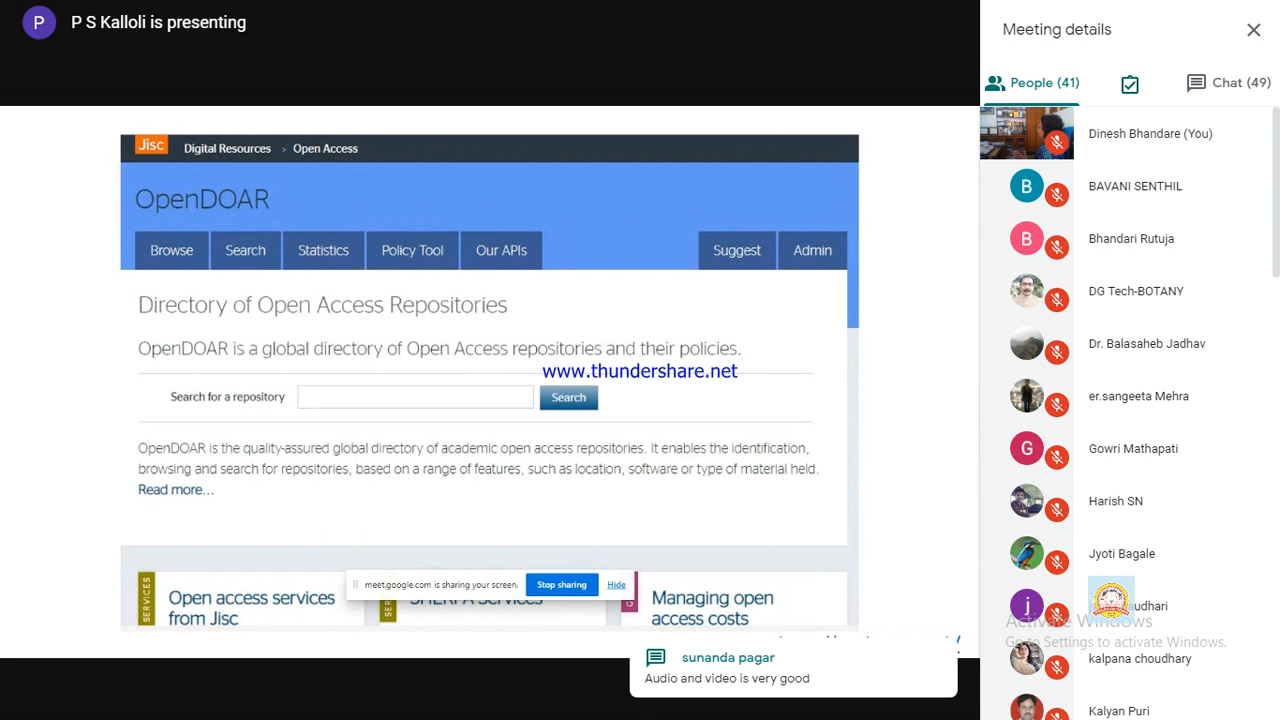 P
P S Kalloli is presenting
Jisc
Digital Resources > Open Access
OpenDOAR
Browse
Search
Statistics
Policy Tool
Our APIs
Suggest
Admin
Directory of Open Access Repositories
OpenDOAR is a global directory of Open Access repositories and their policies.
www.thundershare.net
Search for a repository
Search
OpenDOAR is the quality-assured global directory of academic open access repositories. It enables the identification,
browsing and search for repositories, based on a range of features, such as location, software or type of material held.
Read more...
SERVICES
Open access services
from Jisc
SHERPA Services
Managing open
access costs
meet.google.com is sharing your screen.
Stop sharing
Hide
sunanda pagar
Audio and video is very good
Meeting details
People (41)
Chat (49)
Dinesh Bhandare (You)
B
BAVANI SENTHIL
B
Bhandari Rutuja
DG Tech-BOTANY
Dr. Balasaheb Jadhav
er.sangeeta Mehra
G
Gowri Mathapati
Harish SN
Jyoti Bagale
j
udhari
Activate Windows
Go to Settings to activate Windows.
kalpana choudhary
Kalyan Puri